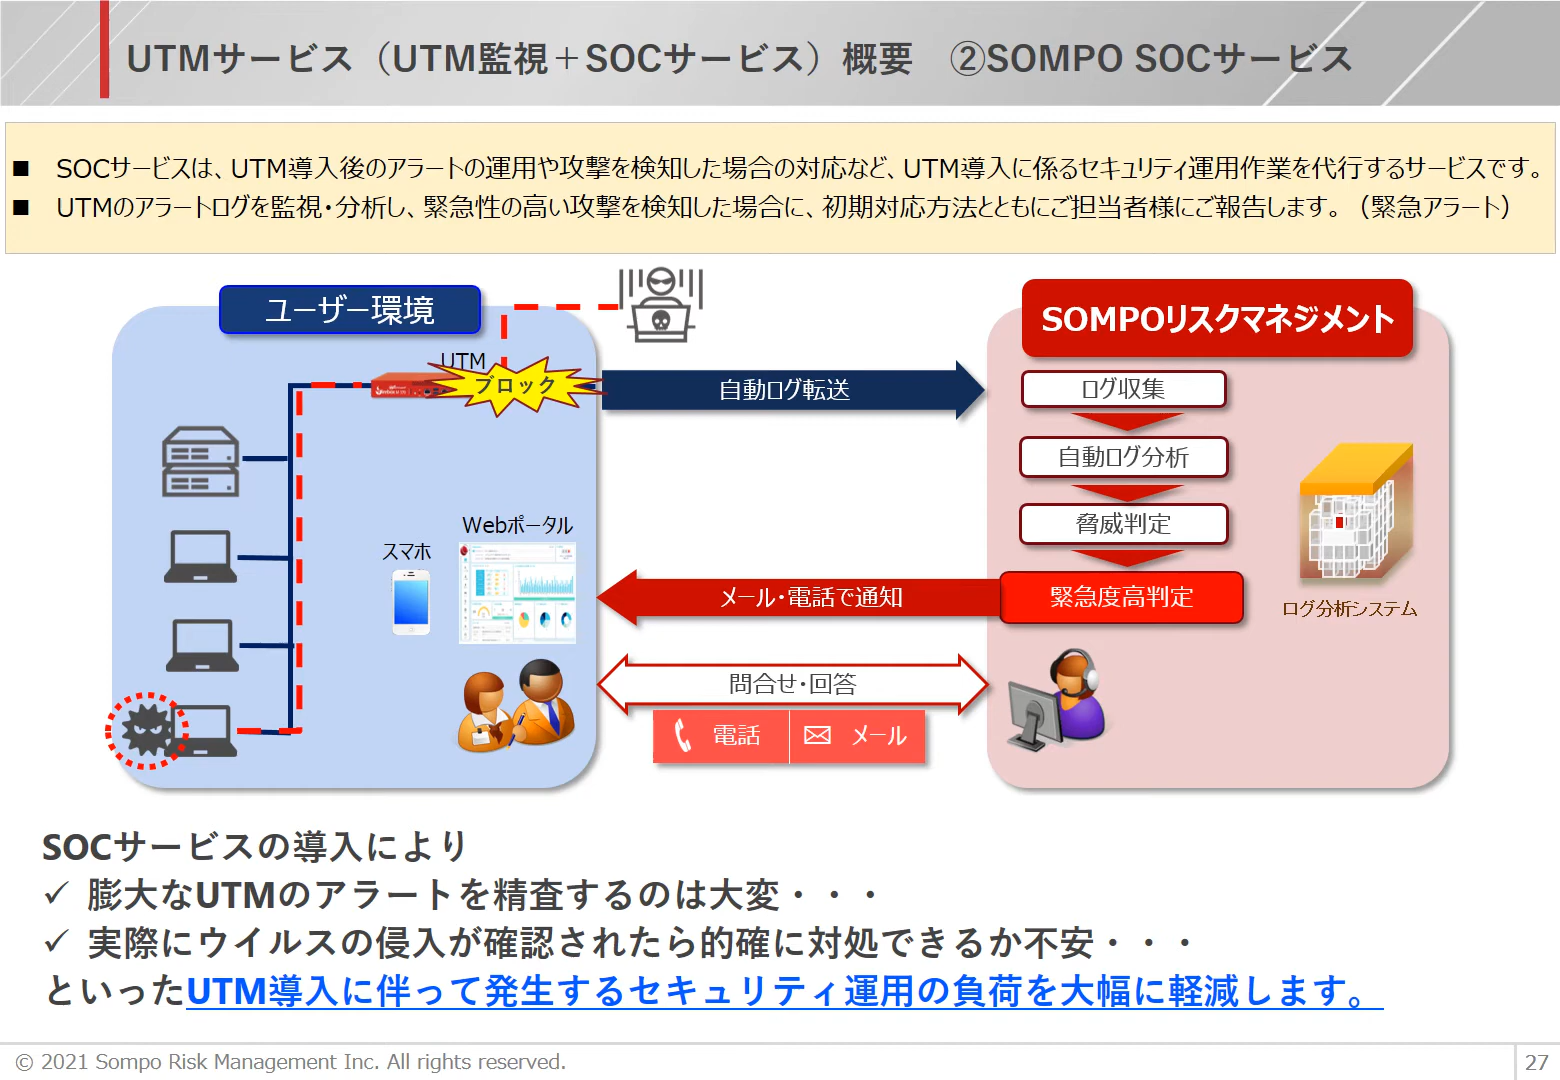 UTMサービス（UTM監視＋SOCサービス）概要　②SOMPO SOCサービス
■ SOCサービスは、UTM導入後のアラートの運用や攻撃を検知した場合の対応など、UTM導入に係るセキュリティ運用作業を代行するサービスです。
■ UTMのアラートログを監視・分析し、緊急性の高い攻撃を検知した場合に、初期対応方法とともにご担当者様にご報告します。（緊急アラート）
ユーザー環境
SOMPOリスクマネジメント
UTM
ブロック
自動ログ転送
ログ収集
自動ログ分析
脅威判定
Webポータル
スマホ
メール・電話で通知
緊急度高判定
ログ分析システム
問合せ・回答
電話
メール
SOCサービスの導入により
✓ 膨大なUTMのアラートを精査するのは大変・・・
✓ 実際にウイルスの侵入が確認されたら的確に対処できるか不安・・・
といったUTM導入に伴って発生するセキュリティ運用の負荷を大幅に軽減します。
© 2021 Sompo Risk Management Inc. All rights reserved.
27